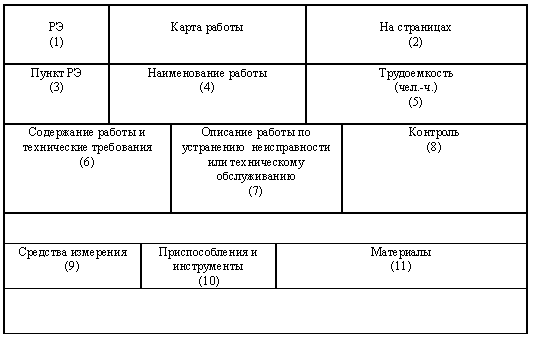 РЭ
(1)
Карта работы
На страницах
(2)
Пункт РЭ
(3)
Наименование работы
(4)
Трудоемкость
(чел.-ч.)
(5)
Содержание работы и
технические требования
(6)
Описание работы по
устранению неисправности
или техническому
обслуживанию
(7)
Контроль
(8)
Средства измерения
(9)
Приспособления и
инструменты
(10)
Материалы
(11)